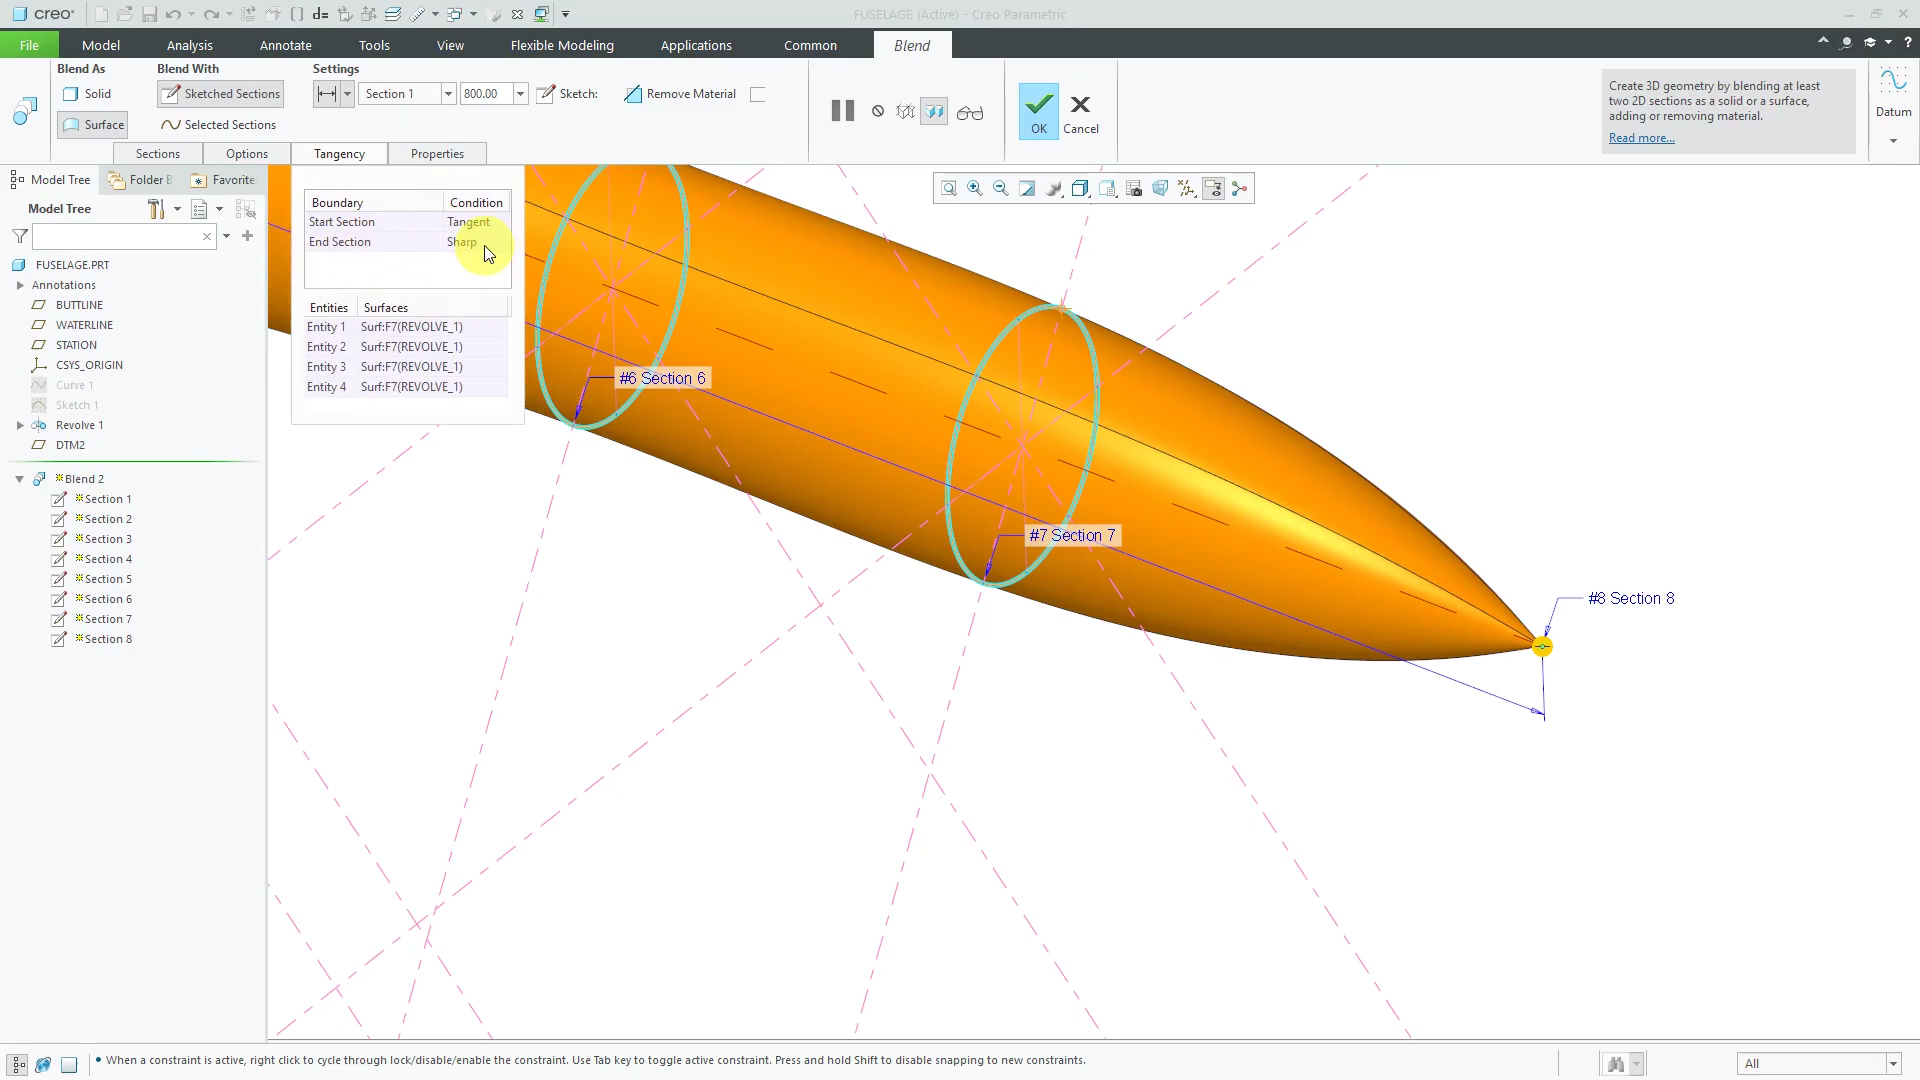 creo·
FUSELAGE (Active) - Creo Parametric
File
Model
Analysis
Annotate
Tools
View
Flexible Modeling
Applications
Common
Blend
Blend As
Solid
Surface
Blend With
Sketched Sections
Selected Sections
Settings
Section 1
800.00
Sketch:
Remove Material
OK
Cancel
Create 3D geometry by blending at least
two 2D sections as a solid or a surface,
adding or removing material.
Read more...
Datum
Sections
Options
Tangency
Properties
Model Tree
Folder B
Favorite
Model Tree
FUSELAGE.PRT
Annotations
BUTTLINE
WATERLINE
STATION
CSYS_ORIGIN
Curve 1
Sketch 1
Revolve 1
DTM2
Blend 2
Section 1
Section 2
Section 3
Section 4
Section 5
Section 6
Section 7
Section 8
Boundary Condition
Start Section Tangent
End Section Sharp
Entities Surfaces
Entity 1 Surf:F7(REVOLVE_1)
Entity 2 Surf:F7(REVOLVE_1)
Entity 3 Surf:F7(REVOLVE_1)
Entity 4 Surf:F7(REVOLVE_1)
#6 Section 6
#7 Section 7
#8 Section 8
• When a constraint is active, right click to cycle through lock/disable/enable the constraint. Use Tab key to toggle active constraint. Press and hold Shift to disable snapping to new constraints.
All